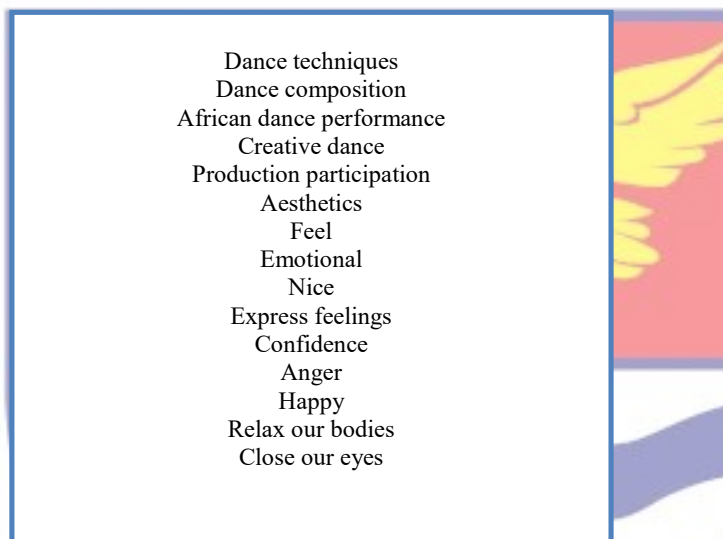 Dance techniques
Dance composition
African dance performance
Creative dance
Production participation
Aesthetics
Feel
Emotional
Nice
Express feelings
Confidence
Anger
Happy
Relax our bodies
Close our eyes